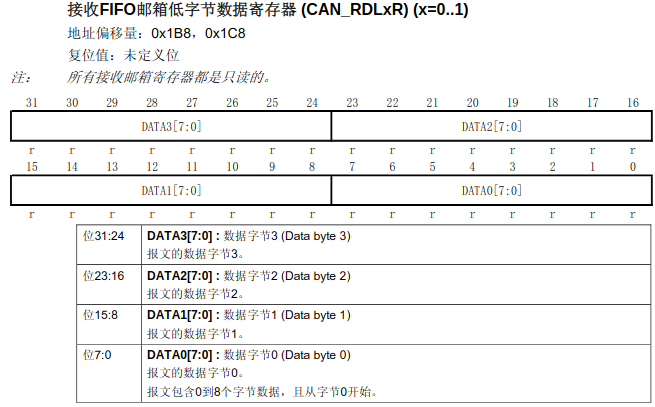 接收FIFO邮箱低字节数据寄存器 (CAN_RDLxR) (x=0..1)
地址偏移量：0x1B8，0x1C8
复位值：未定义位
注： 所有接收邮箱寄存器都是只读的。
31 30 29 28 27 26 25 24 23 22 21 20 19 18 17 16
DATA3[7:0] DATA2[7:0]
r r r r r r r r r r r r r r r r
15 14 13 12 11 10 9 8 7 6 5 4 3 2 1 0
DATA1[7:0] DATA0[7:0]
r r r r r r r r r r r r r r r r
位31:24 DATA3[7:0] : 数据字节3 (Data byte 3)
报文的数据字节3。
位23:16 DATA2[7:0] : 数据字节2 (Data byte 2)
报文的数据字节2。
位15:8 DATA1[7:0] : 数据字节1 (Data byte 1)
报文的数据字节1。
位7:0 DATA0[7:0] : 数据字节0 (Data byte 0)
报文的数据字节0。
报文包含0到8个字节数据，且从字节0开始。